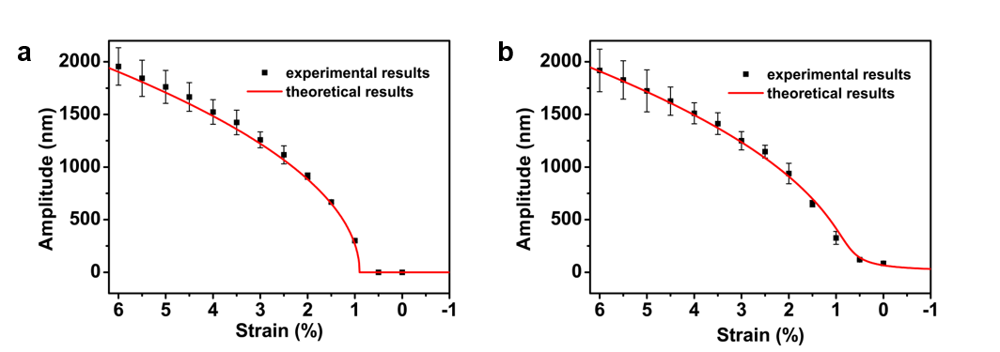 a
2000
1500
1000
500
0
Amplitude (nm)
experimental results
theoretical results
6 5 4 3 2 1 0 -1
Strain (%)
b
2000
1500
1000
500
0
Amplitude (nm)
experimental results
theoretical results
6 5 4 3 2 1 0 -1
Strain (%)